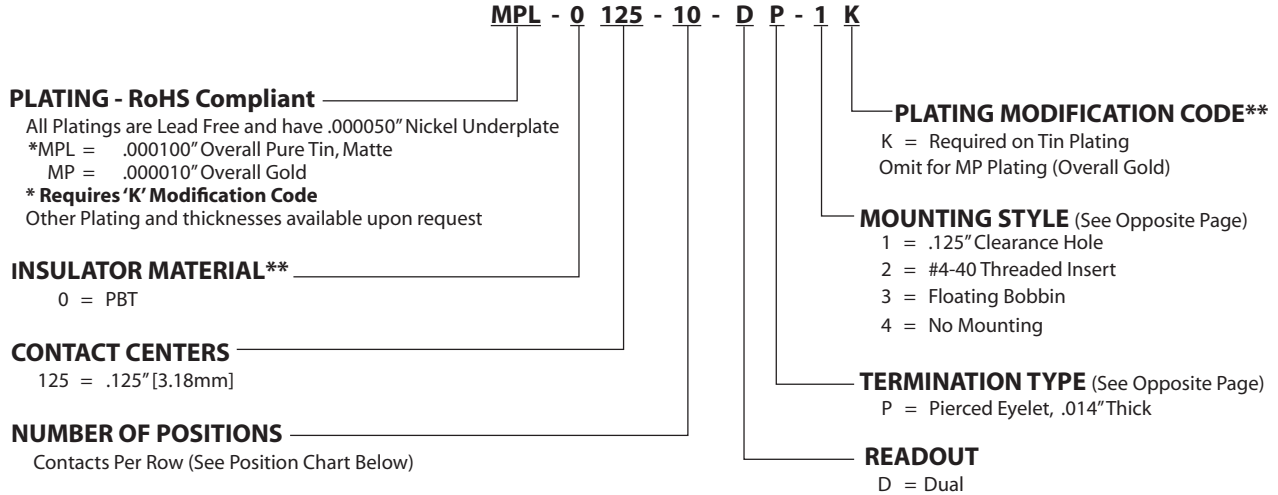 MPL - 0 125 - 10 - D P - 1 K
PLATING - RoHS Compliant
All Platings are Lead Free and have .000050" Nickel Underplate
*MPL = .000100" Overall Pure Tin, Matte
MP = .000010" Overall Gold
* Requires 'K' Modification Code
Other Plating and thicknesses available upon request
INSULATOR MATERIAL**
0 = PBT
CONTACT CENTERS
125 = .125" [3.18mm]
NUMBER OF POSITIONS
Contacts Per Row (See Position Chart Below)
PLATING MODIFICATION CODE**
K = Required on Tin Plating
Omit for MP Plating (Overall Gold)
MOUNTING STYLE (See Opposite Page)
1 = .125" Clearance Hole
2 = #4-40 Threaded Insert
3 = Floating Bobbin
4 = No Mounting
TERMINATION TYPE (See Opposite Page)
P = Pierced Eyelet, .014" Thick
READOUT
D = Dual